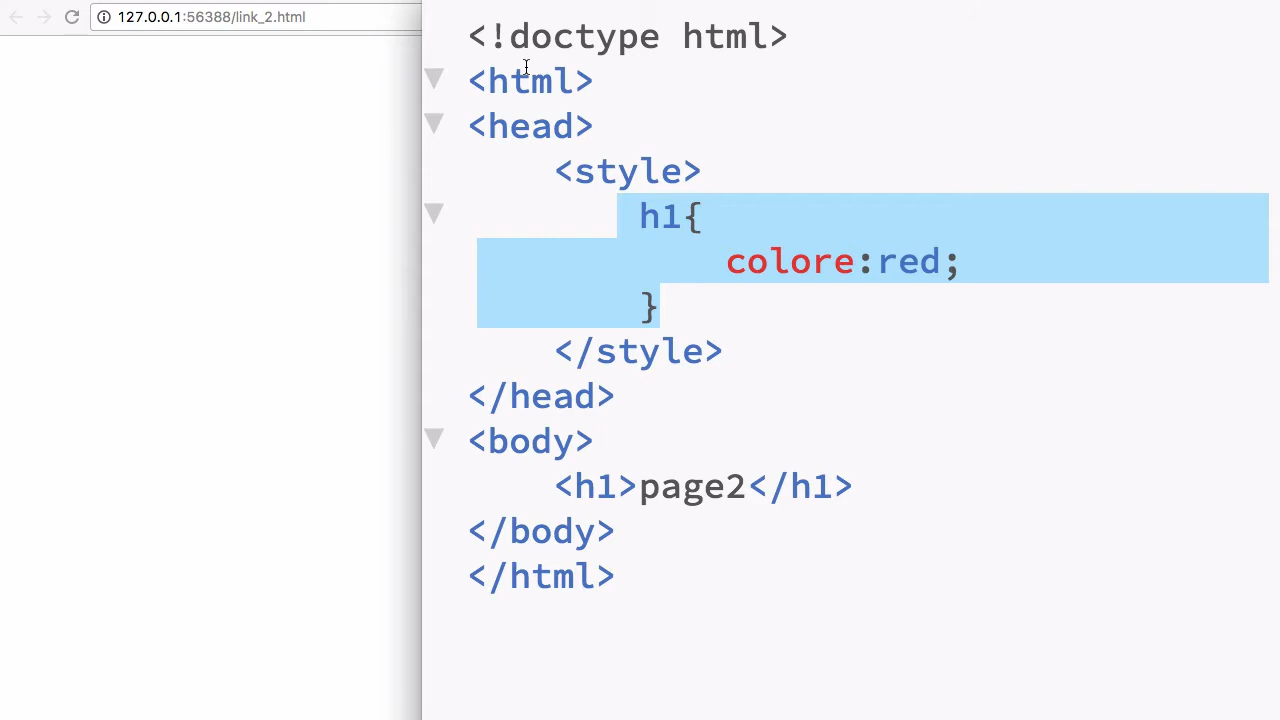 127.0.0.1:56388/link_2.html
<!doctype html>
<html>
<head>
<style>
h1{
colore:red;
}
</style>
</head>
<body>
<h1>page2</h1>
</body>
</html>